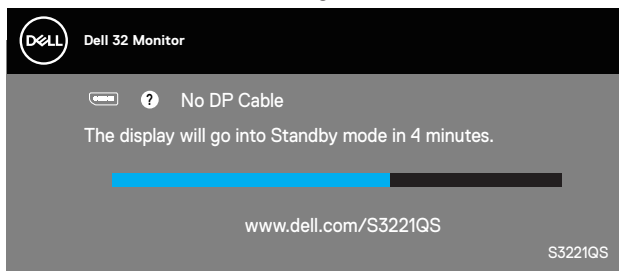 DELL
Dell 32 Monitor
? No DP Cable
The display will go into Standby mode in 4 minutes.
www.dell.com/S3221QS
S3221QS